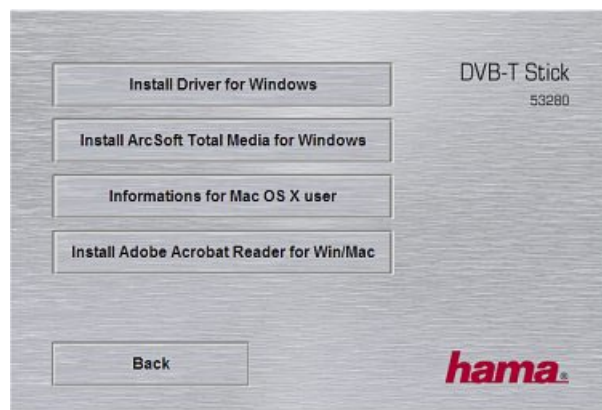 Install Driver for Windows
DVB-T Stick
53280
Install ArcSoft Total Media for Windows
Informations for Mac OS X user
Install Adobe Acrobat Reader for Win/Mac
Back
hama®